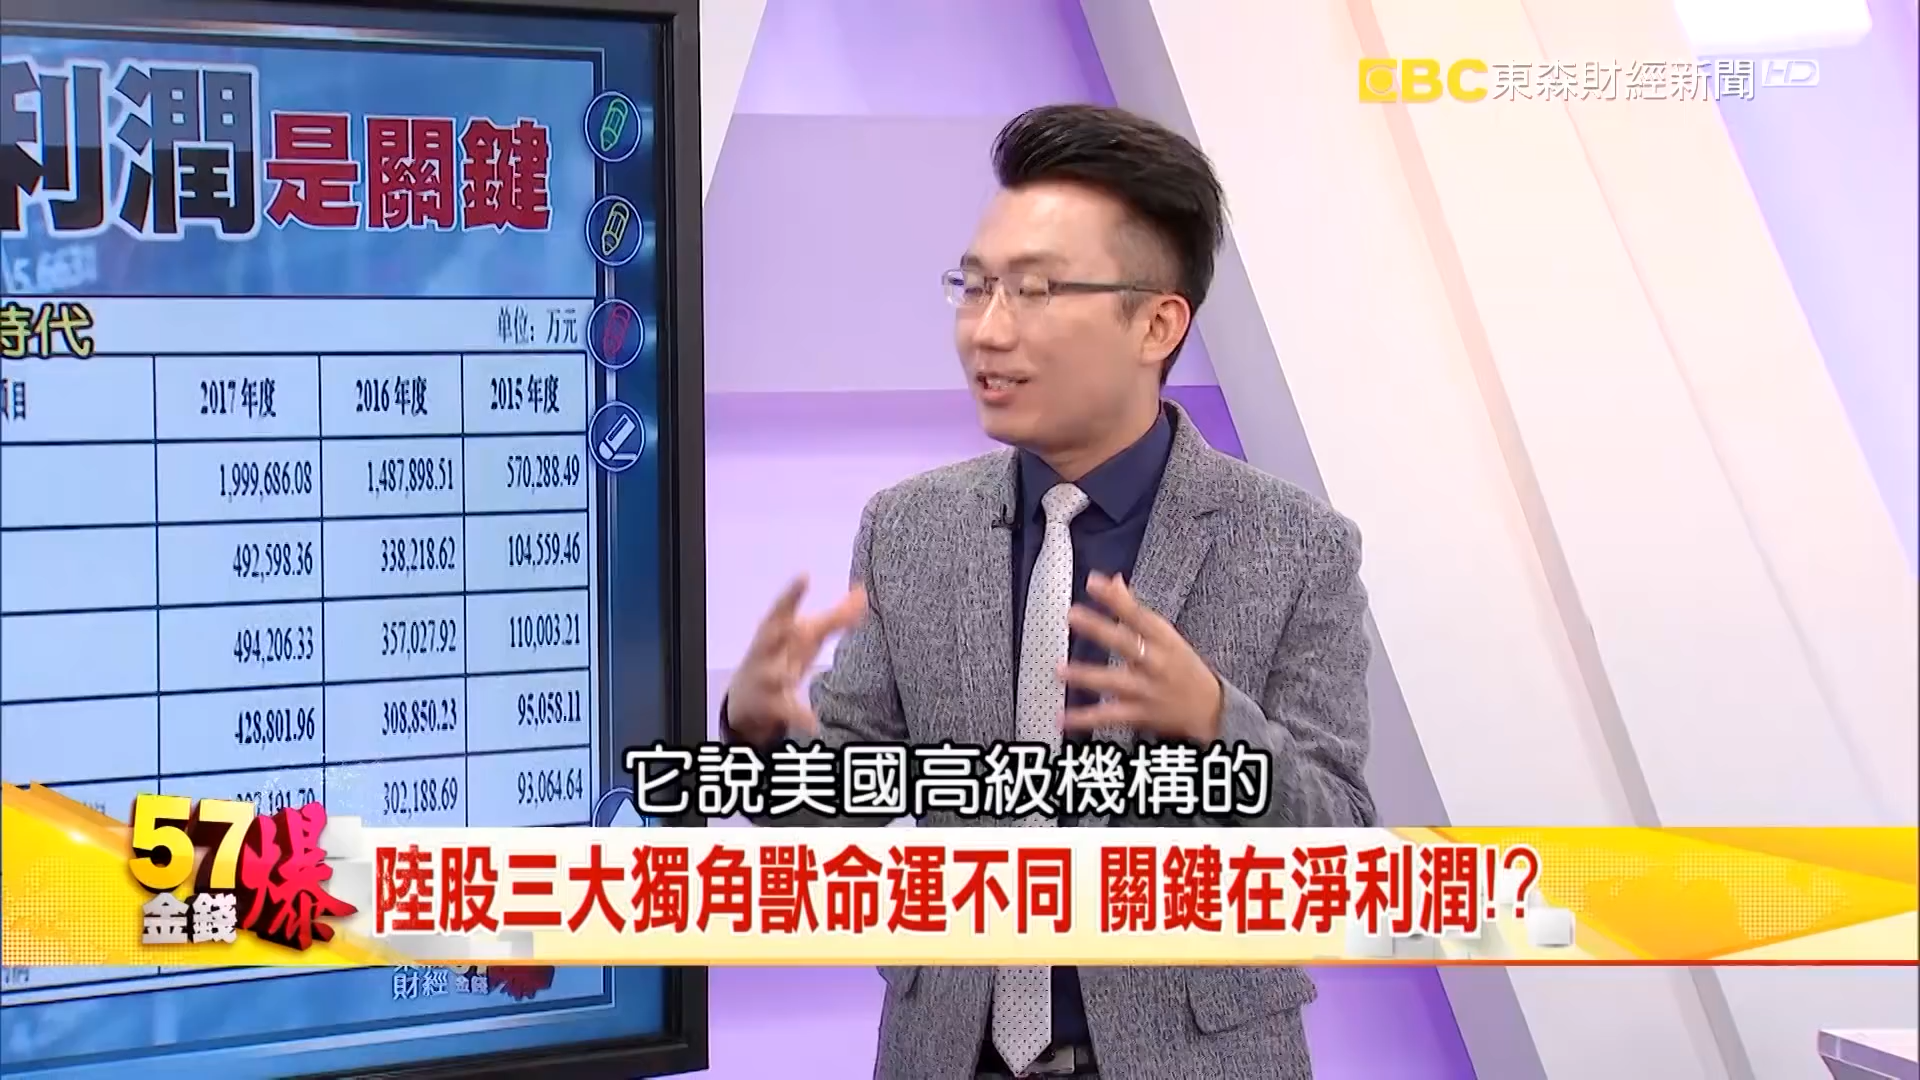 EBC東森財經新聞HD
利潤是關鍵
時代
单位：万元
项目 2017年度 2016年度 2015年度
1,999,686.08 1,487,898.51 570,288.49
492,598.36 338,218.62 104,559.46
494,206.33 357,027.92 110,003.21
428,801.96 308,850.23 95,058.11
302,188.69 93,064.64
它說美國高級機構的
57金錢爆
陸股三大獨角獸命運不同 關鍵在淨利潤!?
財經 金錢